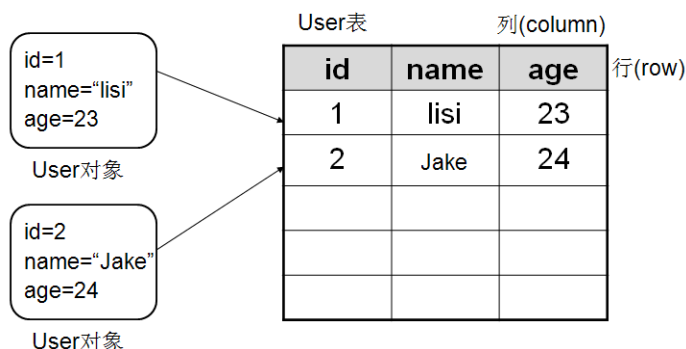 User表
列(column)
id=1
name=“lisi”
age=23
User对象
id=2
name=“Jake”
age=24
User对象
id name age
行(row)
1 lisi 23
2 Jake 24